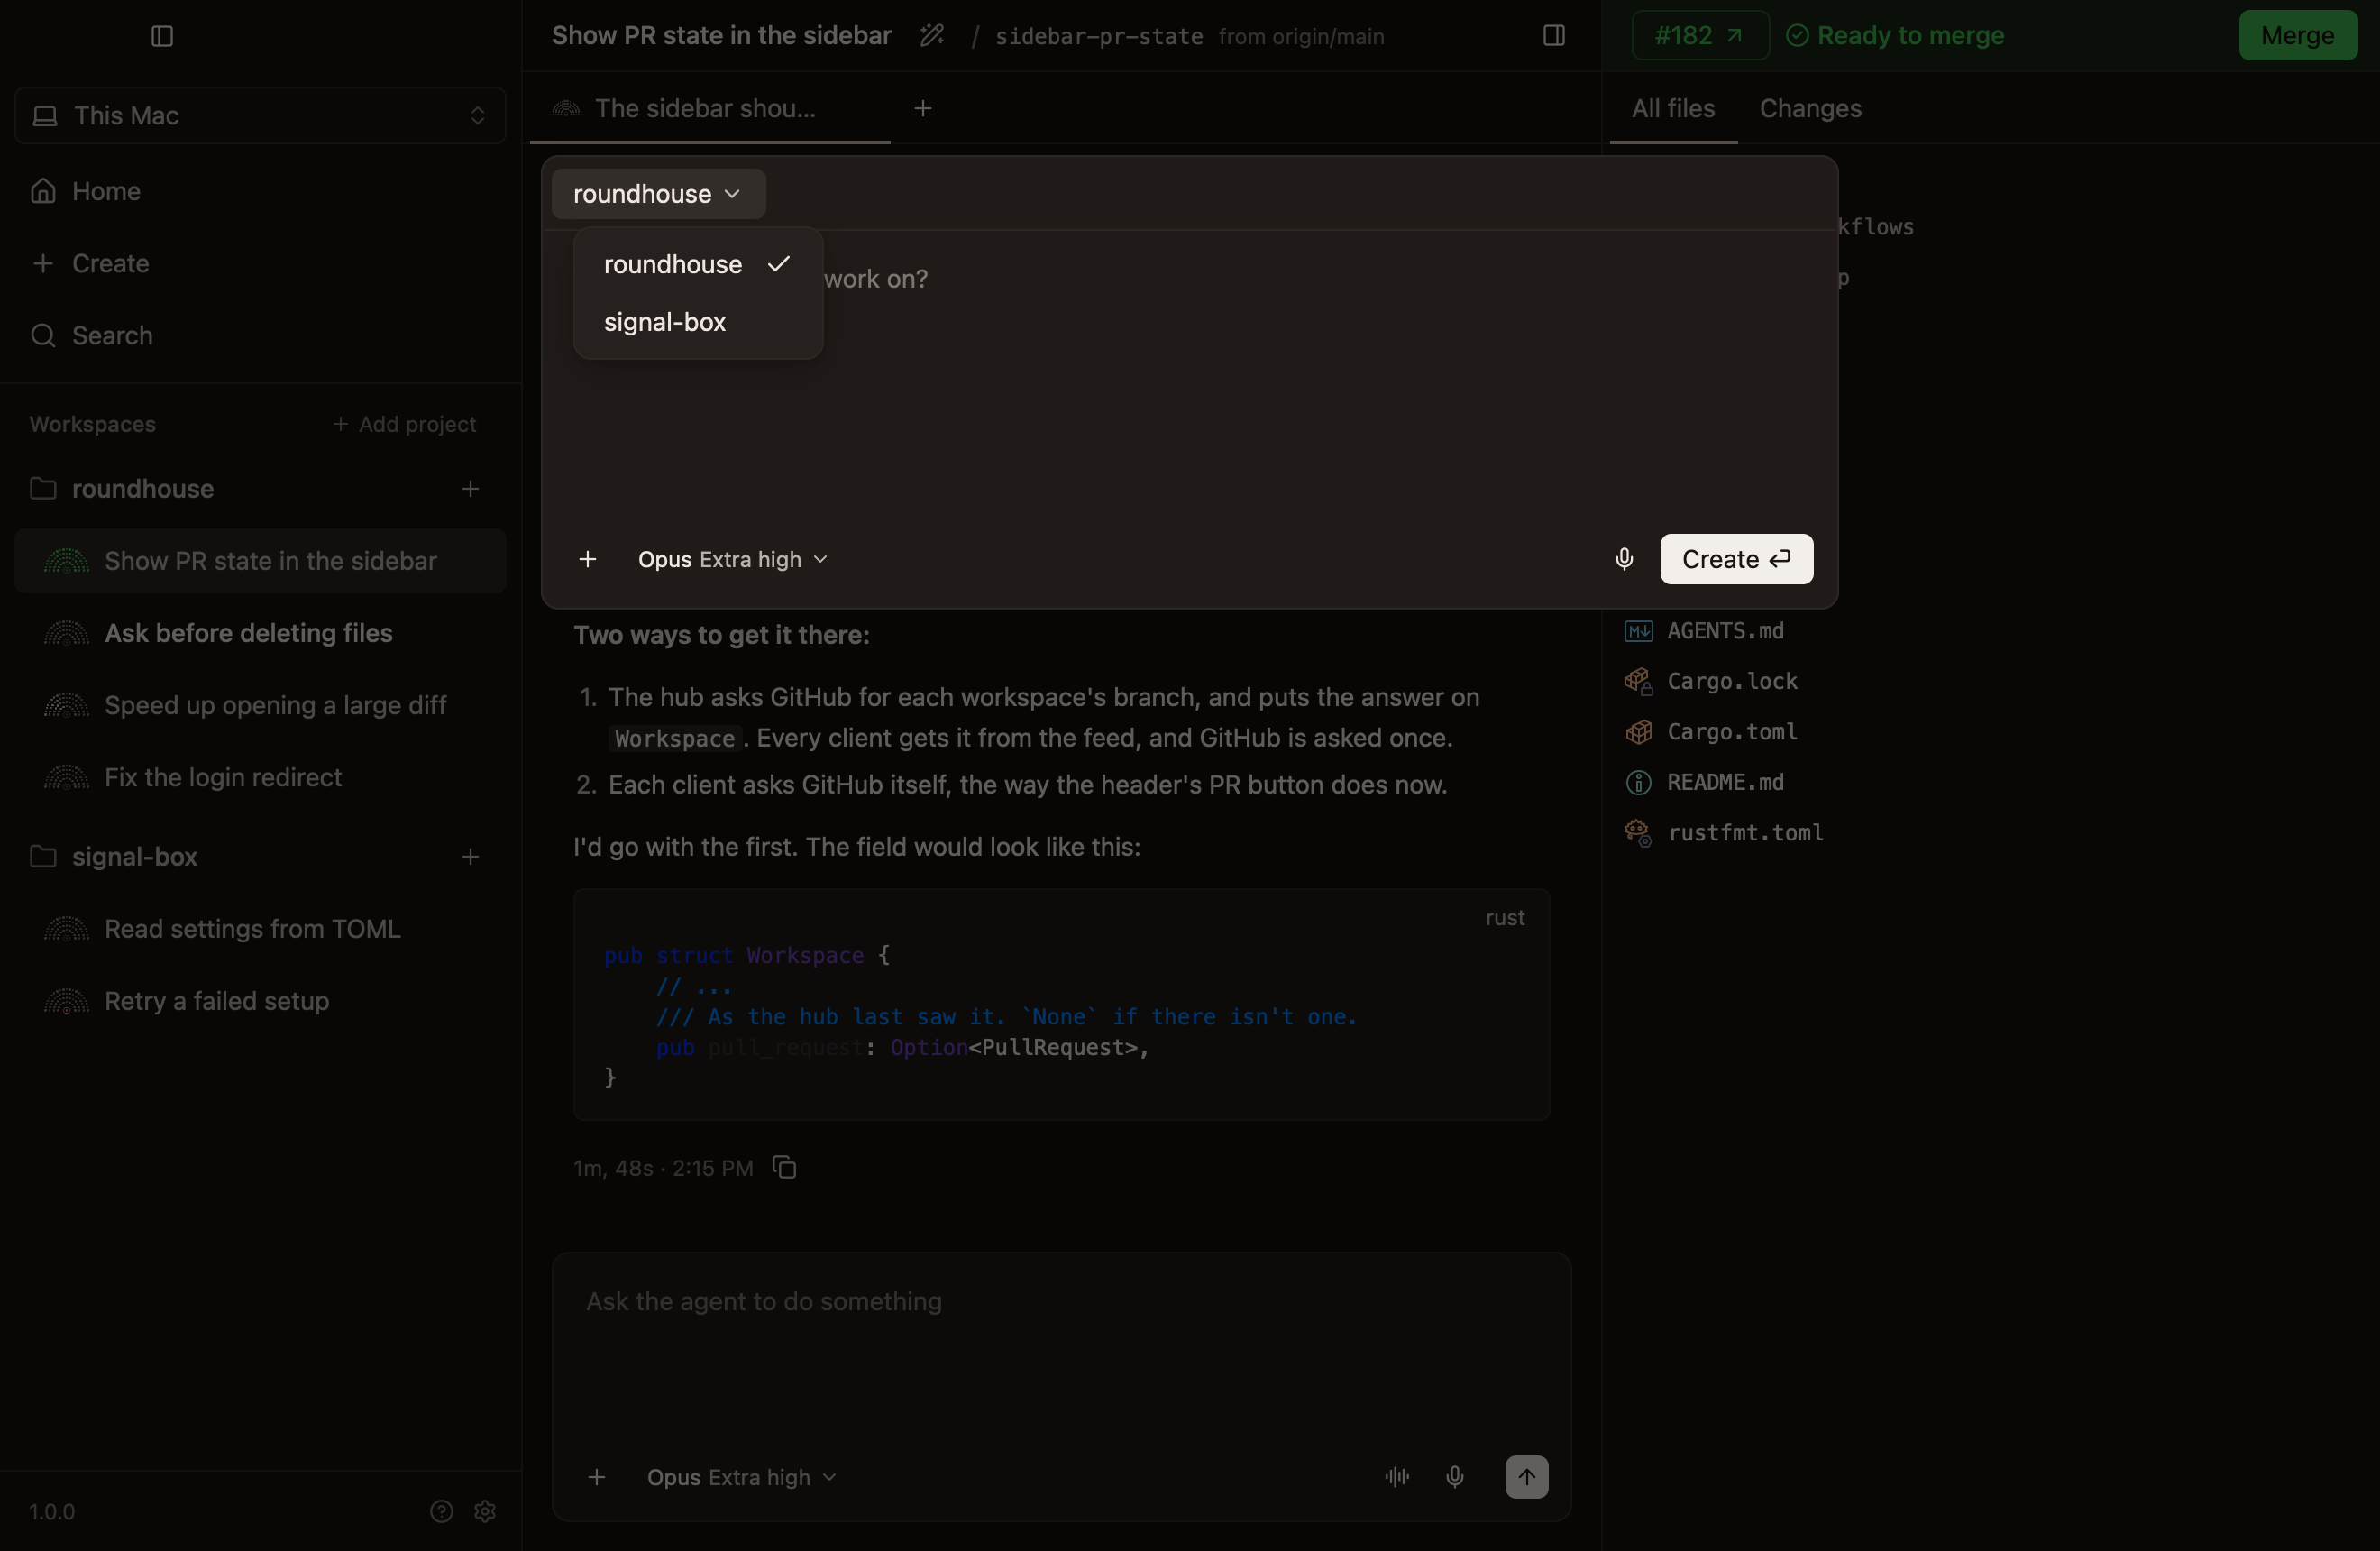 Show PR state in the sidebar / sidebar-pr-state from origin/main
#182 Ready to merge
Merge
This Mac
Home
Create
Search
Workspaces
Add project
roundhouse
Show PR state in the sidebar
Ask before deleting files
Speed up opening a large diff
Fix the login redirect
signal-box
Read settings from TOML
Retry a failed setup
1.0.0
The sidebar shou...
roundhouse
roundhouse
signal-box
work on?
Opus Extra high
Create
Two ways to get it there:
1. The hub asks GitHub for each workspace's branch, and puts the answer on
Workspace. Every client gets it from the feed, and GitHub is asked once.
2. Each client asks GitHub itself, the way the header's PR button does now.
I'd go with the first. The field would look like this:
rust
pub struct Workspace {
// ...
/// As the hub last saw it. `None` if there isn't one.
pub pull_request: Option<PullRequest>,
}
1m, 48s · 2:15 PM
Ask the agent to do something
Opus Extra high
All files
Changes
kflows
p
AGENTS.md
Cargo.lock
Cargo.toml
README.md
rustfmt.toml